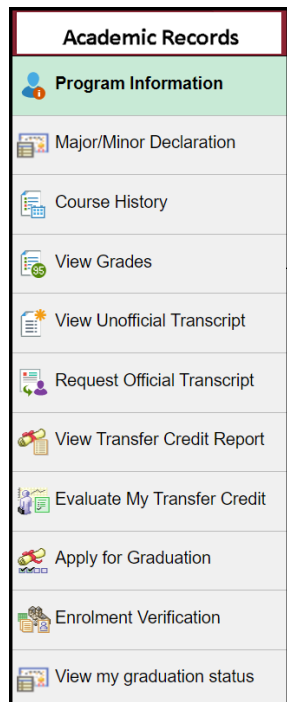 Academic Records
Program Information
Major/Minor Declaration
Course History
View Grades
95
View Unofficial Transcript
Request Official Transcript
View Transfer Credit Report
Evaluate My Transfer Credit
Apply for Graduation
Enrolment Verification
View my graduation status